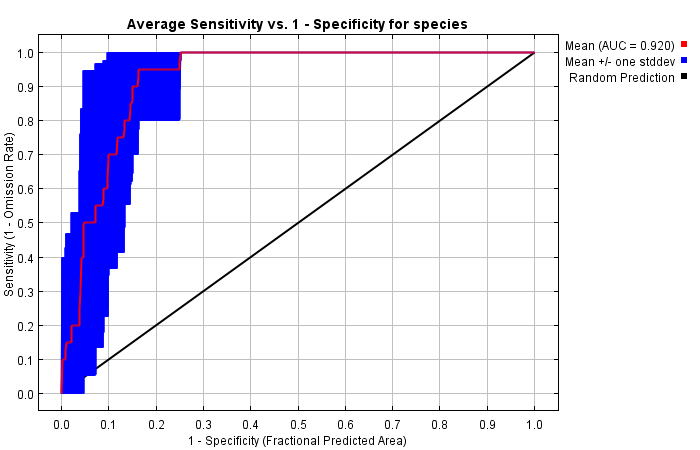 Average Sensitivity vs. 1 - Specificity for species
Mean (AUC = 0.920)
Mean +/- one stddev
Random Prediction
Sensitivity (1 - Omission Rate)
1.0
0.9
0.8
0.7
0.6
0.5
0.4
0.3
0.2
0.1
0.0
0.0 0.1 0.2 0.3 0.4 0.5 0.6 0.7 0.8 0.9 1.0
1 - Specificity (Fractional Predicted Area)